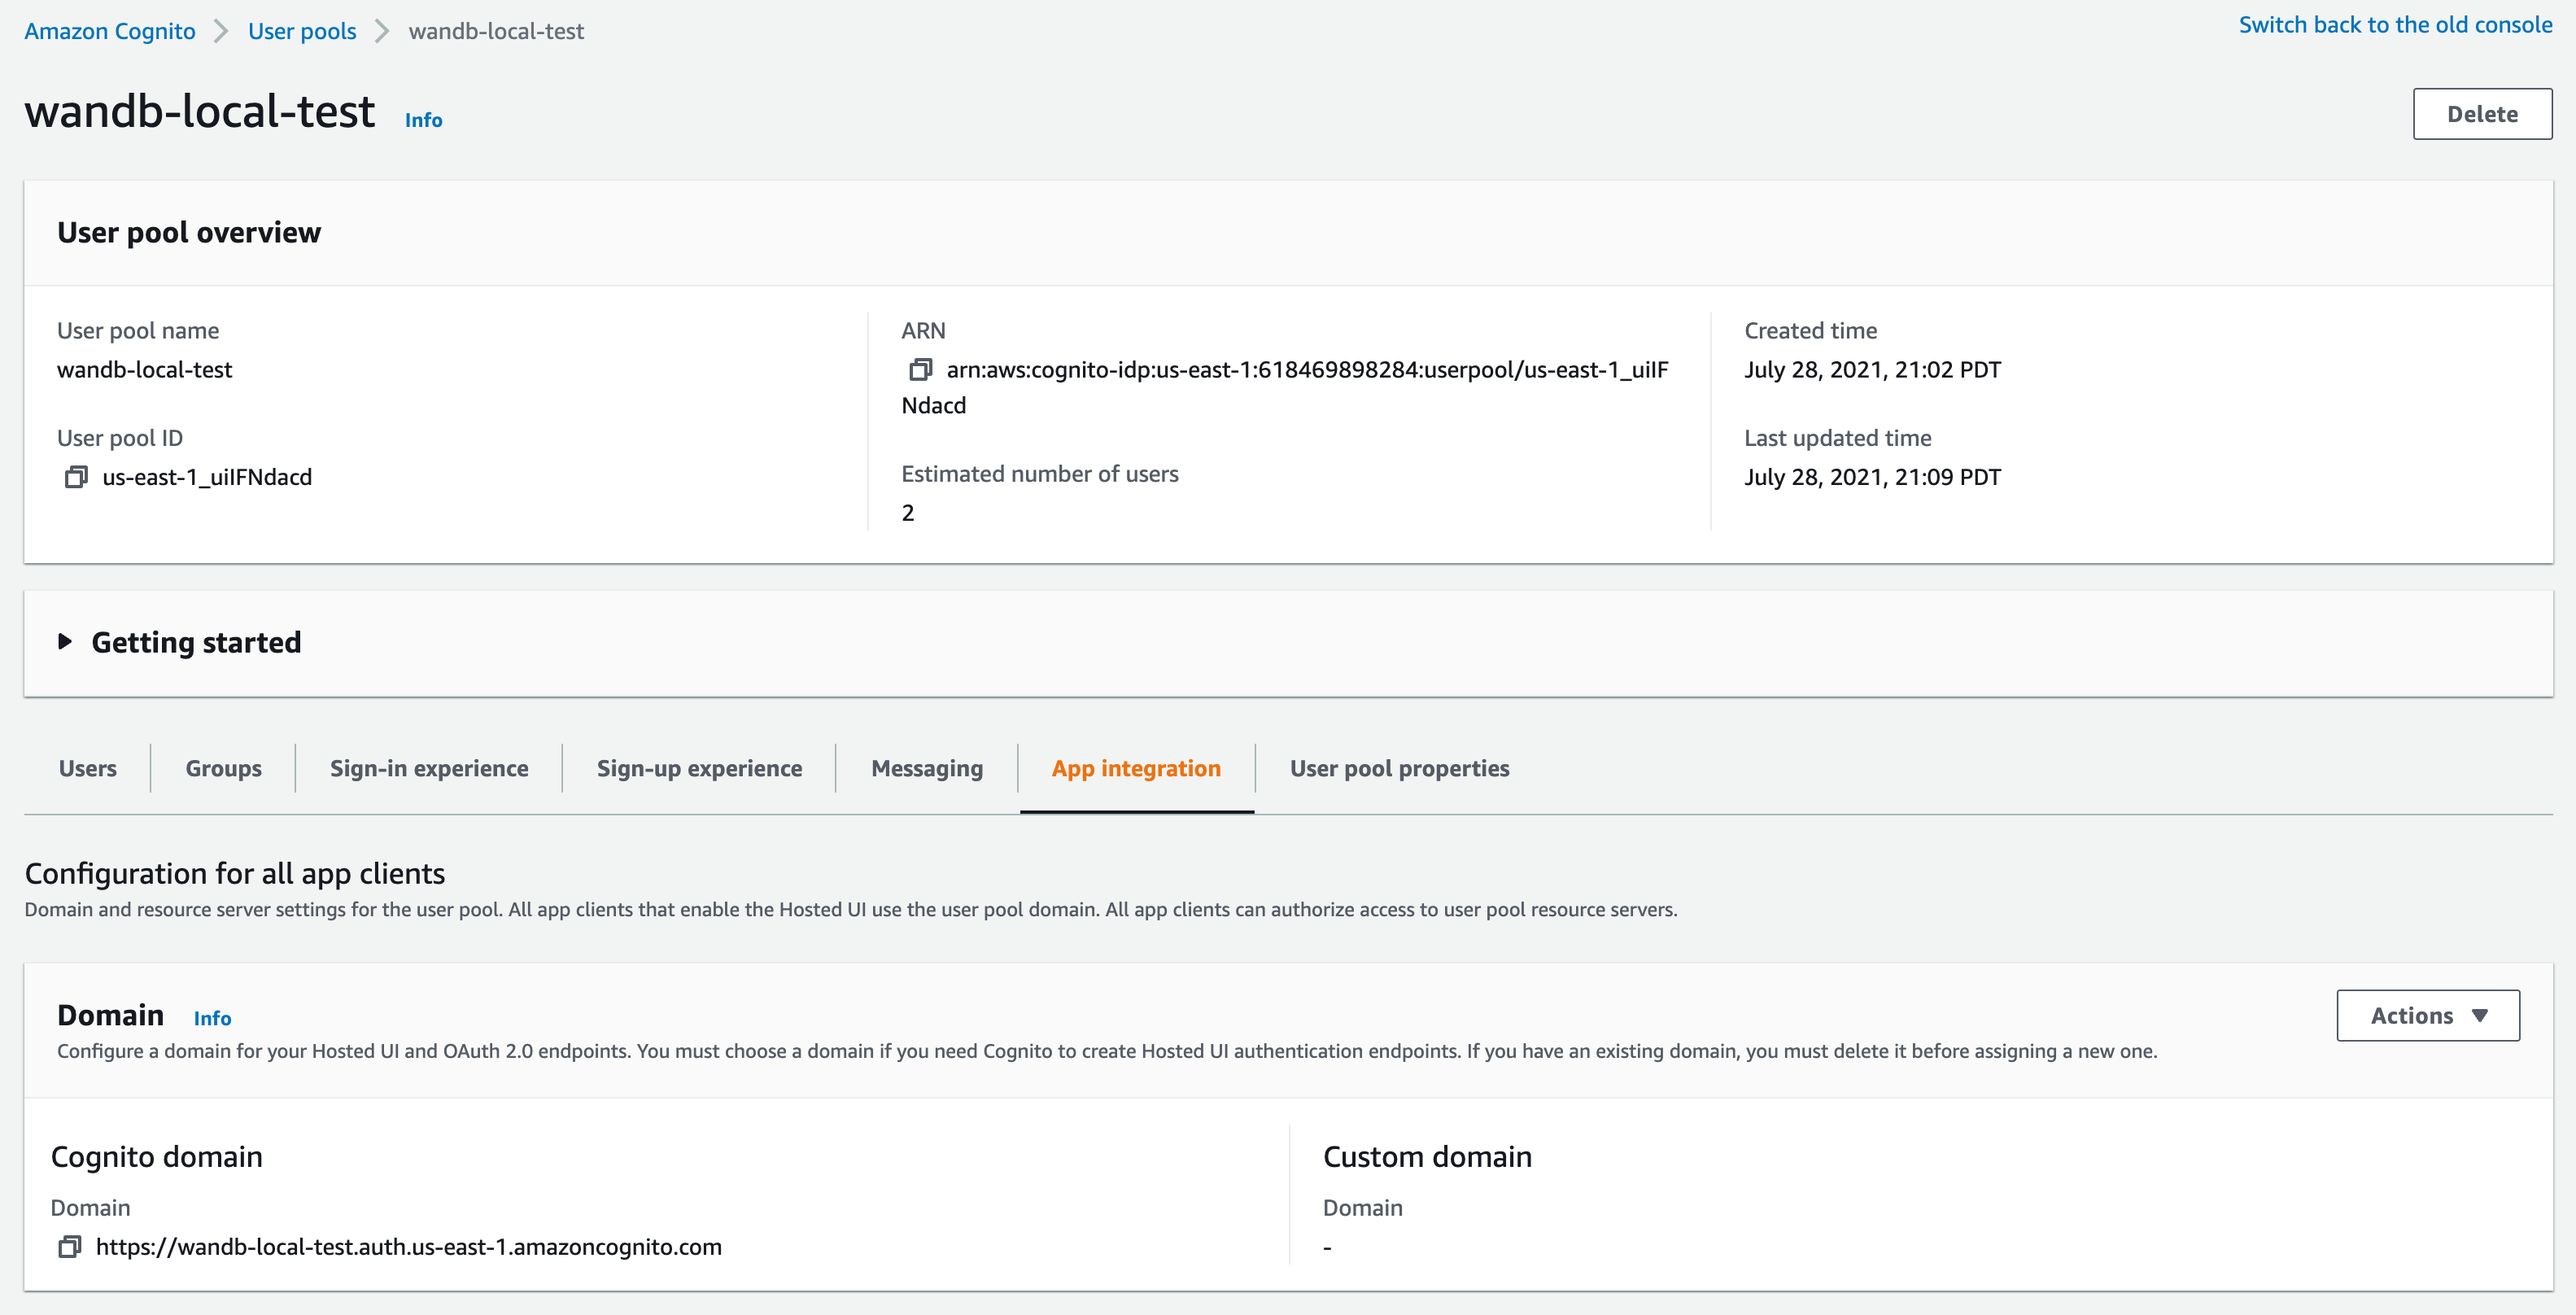 Amazon Cognito > User pools > wandb-local-test
Switch back to the old console
wandb-local-test Info
Delete
User pool overview
User pool name
wandb-local-test
User pool ID
us-east-1_uiIFNdacd
ARN
arn:aws:cognito-idp:us-east-1:618469898284:userpool/us-east-1_uiIF
Ndacd
Estimated number of users
2
Created time
July 28, 2021, 21:02 PDT
Last updated time
July 28, 2021, 21:09 PDT
Getting started
Users
Groups
Sign-in experience
Sign-up experience
Messaging
App integration
User pool properties
Configuration for all app clients
Domain and resource server settings for the user pool. All app clients that enable the Hosted UI use the user pool domain. All app clients can authorize access to user pool resource servers.
Domain Info
Actions
Configure a domain for your Hosted UI and OAuth 2.0 endpoints. You must choose a domain if you need Cognito to create Hosted UI authentication endpoints. If you have an existing domain, you must delete it before assigning a new one.
Cognito domain
Domain
https://wandb-local-test.auth.us-east-1.amazoncognito.com
Custom domain
Domain
-